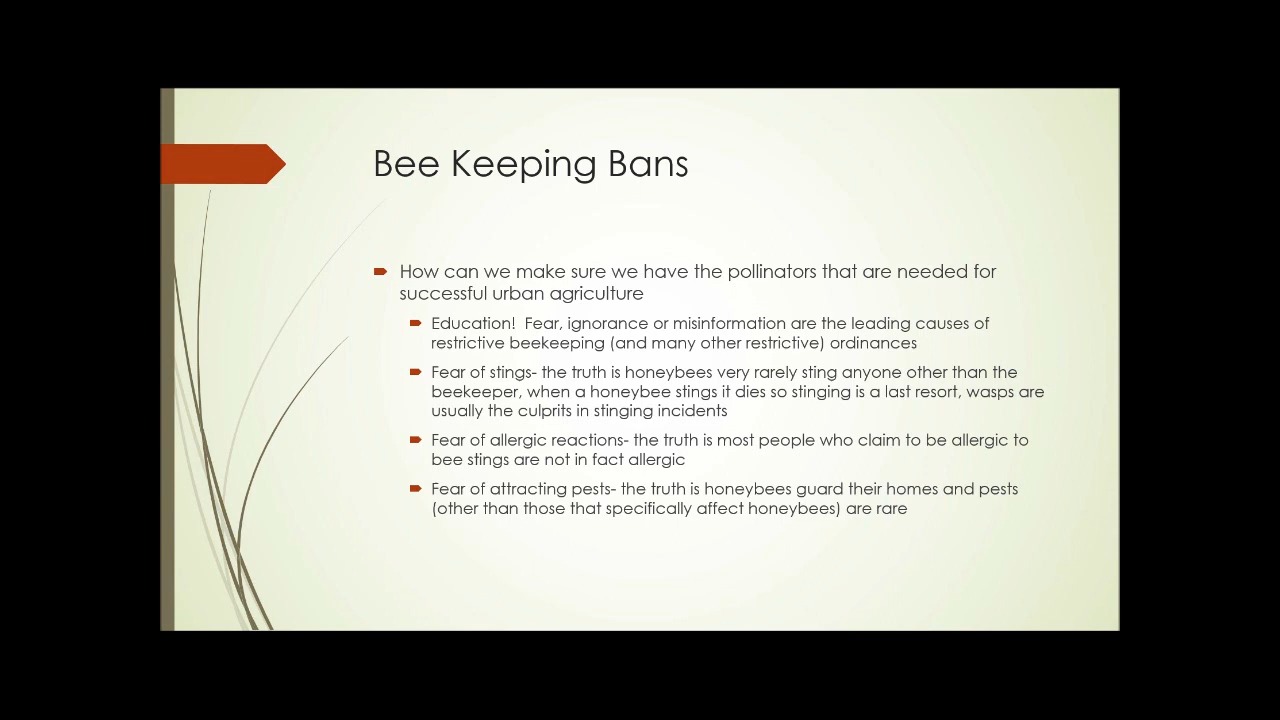 Bee Keeping Bans
How can we make sure we have the pollinators that are needed for
successful urban agriculture
Education!  Fear, ignorance or misinformation are the leading causes of
restrictive beekeeping (and many other restrictive) ordinances
Fear of stings- the truth is honeybees very rarely sting anyone other than the
beekeeper, when a honeybee stings it dies so stinging is a last resort, wasps are
usually the culprits in stinging incidents
Fear of allergic reactions- the truth is most people who claim to be allergic to
bee stings are not in fact allergic
Fear of attracting pests- the truth is honeybees guard their homes and pests
(other than those that specifically affect honeybees) are rare